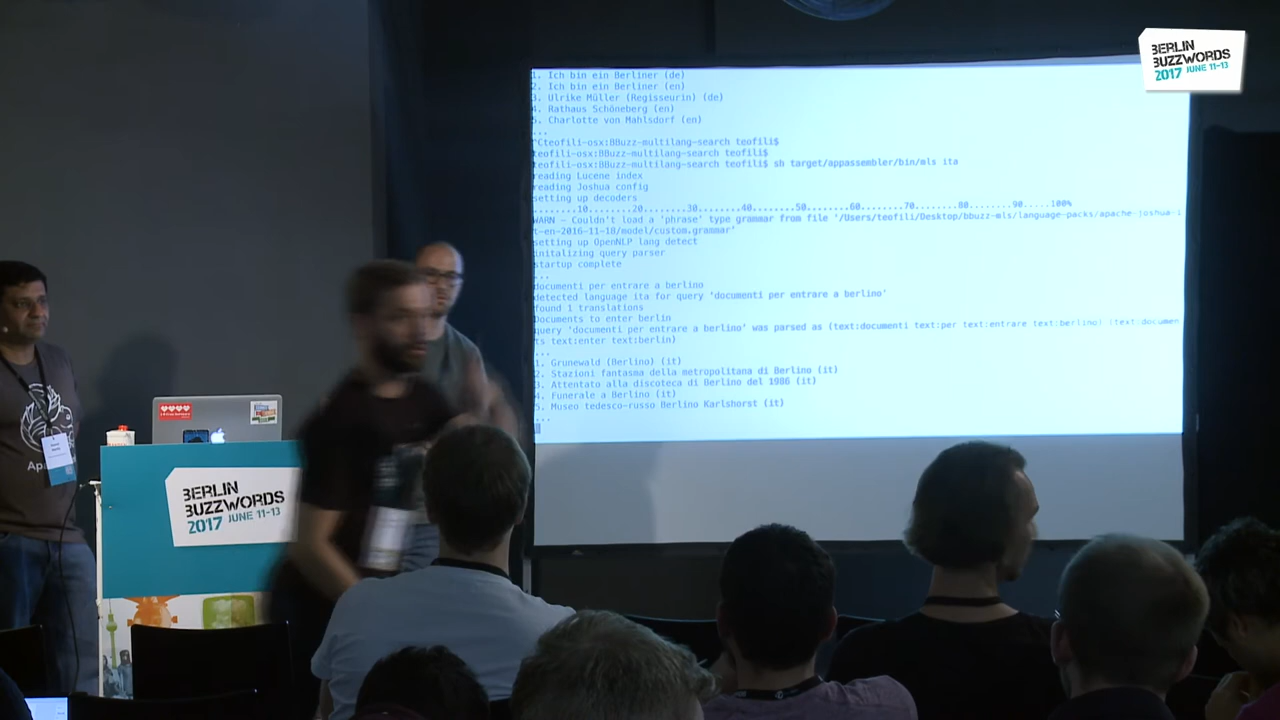 1. Ich bin ein Berliner (de)
2. Ich bin ein Berliner (en)
3. Ulrike Müller (Regisseurin) (de)
4. Rathaus Schöneberg (en)
5. Charlotte von Mahlsdorf (en)
...
^Cteofili-osx:BBuzz-multilang-search teofili$
teofili-osx:BBuzz-multilang-search teofili$
teofili-osx:BBuzz-multilang-search teofili$ sh target/appassembler/bin/mls ita
reading Lucene index
reading Joshua config
setting up decoders
.........10........20........30........40........50........60........70........80........90.....100%
WARN – Couldn't load a 'phrase' type grammar from file '/Users/teofili/Desktop/bbuzz-mls/language-packs/apache-joshua-i
t-en-2016-11-18/model/custom.grammar'
setting up OpenNLP lang detect
initalizing query parser
startup complete
...
documenti per entrare a berlino
detected language ita for query 'documenti per entrare a berlino'
found 1 translations
Documents to enter berlin
query 'documenti per entrare a berlino' was parsed as (text:documenti text:per text:entrare text:berlino) (text:documen
ts text:enter text:berlin)
...
1. Grunewald (Berlino) (it)
2. Stazioni fantasma della metropolitana di Berlino (it)
3. Attentato alla discoteca di Berlino del 1986 (it)
4. Funerale a Berlino (it)
5. Museo tedesco-russo Berlino Karlshorst (it)
...
BERLIN
BUZZWORDS
2017 JUNE 11-13
BERLIN
BUZZWORDS
2017 JUNE 11-13
Apa